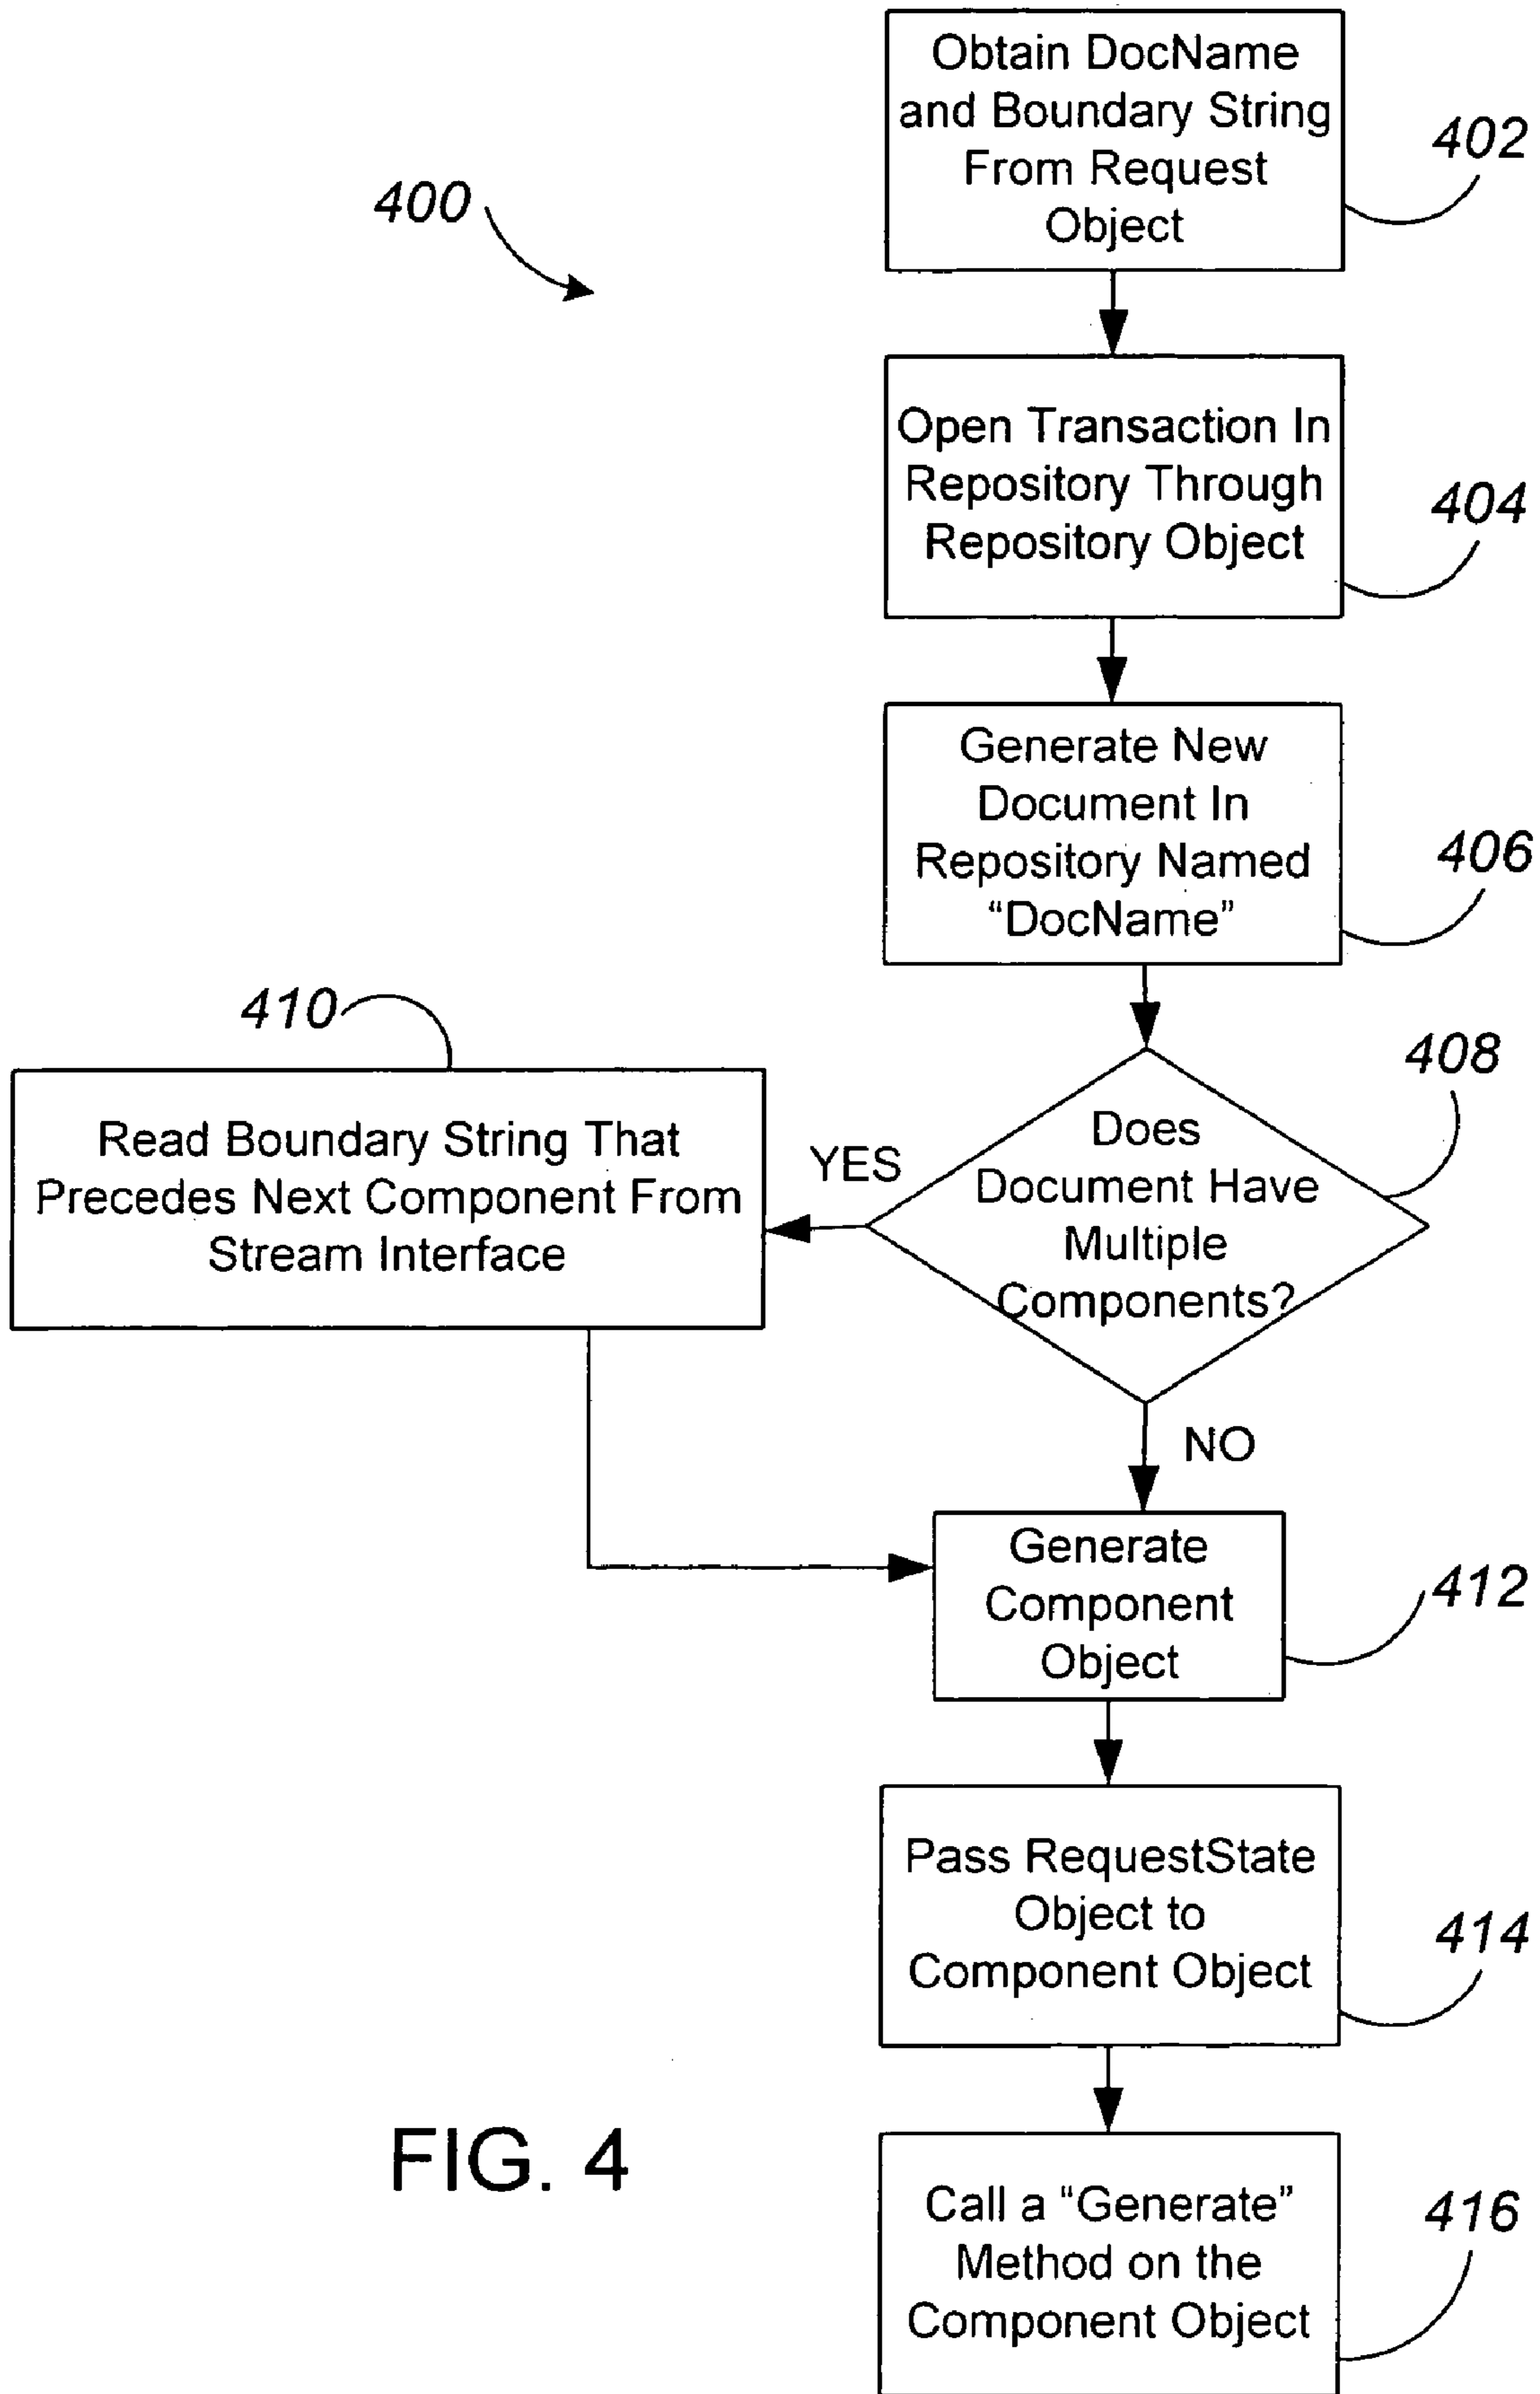 Obtain DocName
and Boundary String
From Request
Object
402
400
Open Transaction In
Repository Through
Repository Object
404
Generate New
Document In
Repository Named
“DocName”
406
410
408
Read Boundary String That
Precedes Next Component From
Stream Interface
YES
Does
Document Have
Multiple
Components?
NO
Generate
Component
Object
412
Pass RequestState
Object to
Component Object
414
FIG. 4
Call a “Generate”
Method on the
Component Object
416